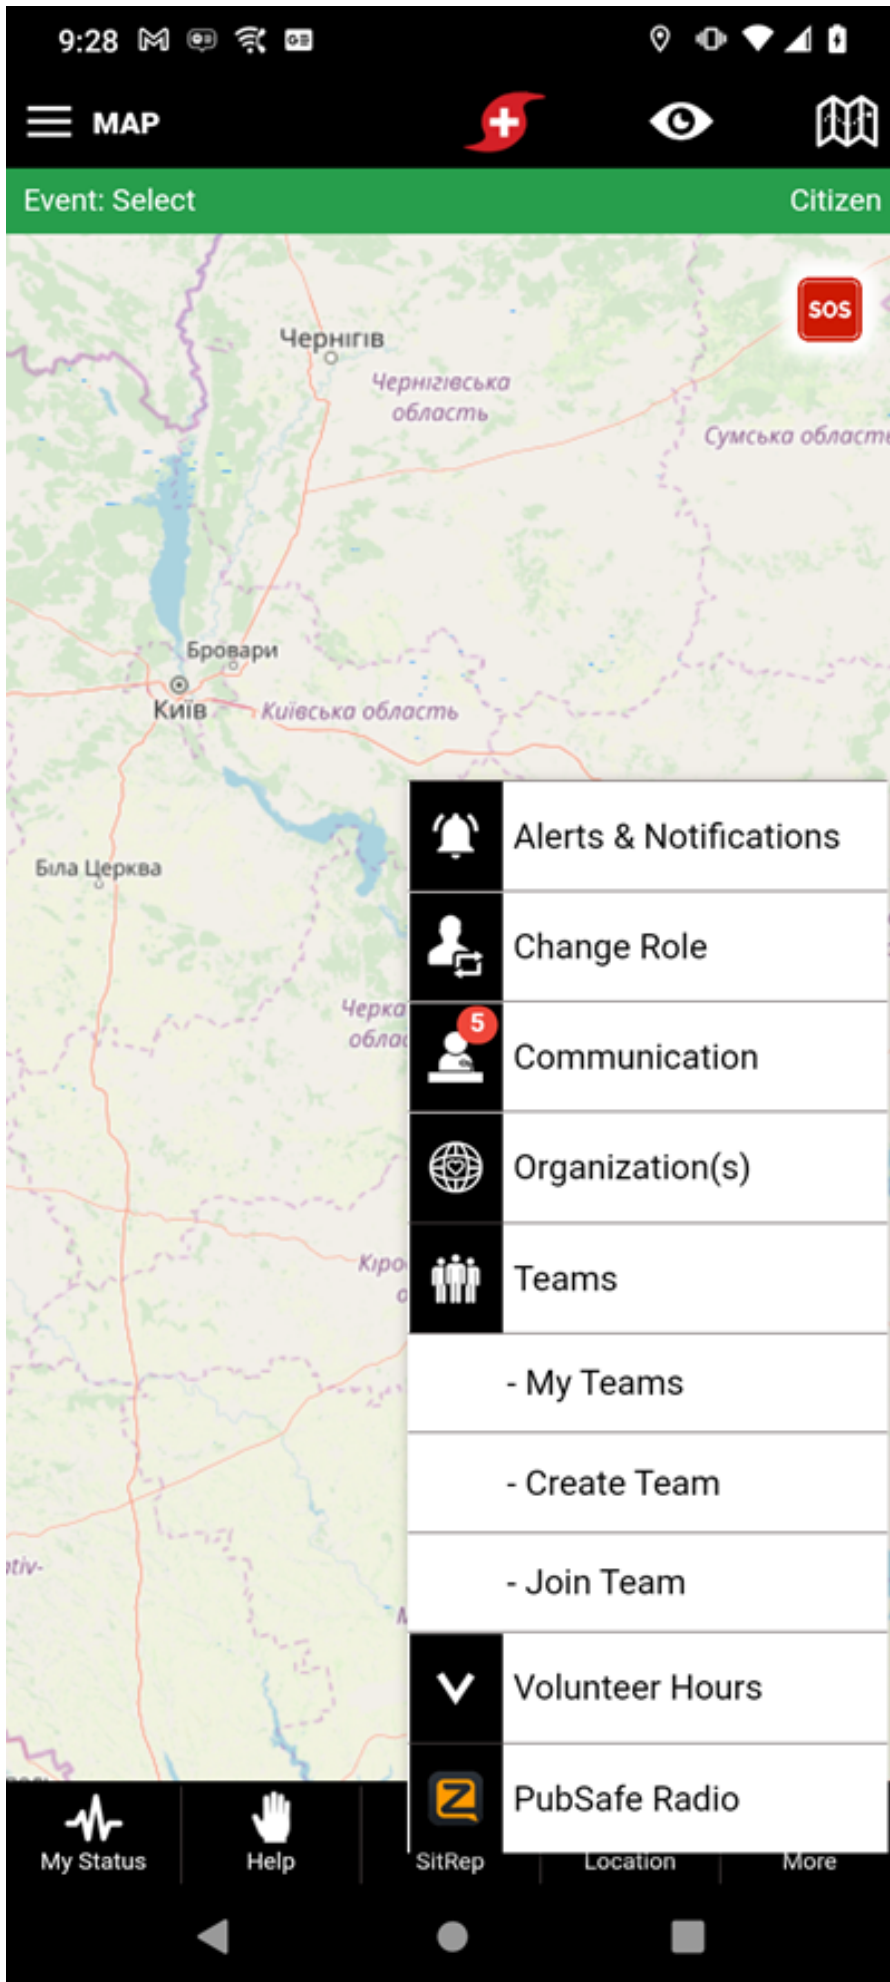 9:28
MAP
Event: Select
Citizen
SOS
Чернігів
Чернігівська
область
Сумська область
Бровари
Київ
Київська область
Біла Церква
Alerts & Notifications
Change Role
Черка
облас
5
Communication
Organization(s)
Кіро
о
Teams
- My Teams
- Create Team
- Join Team
tiv-
Volunteer Hours
Z
PubSafe Radio
My Status
Help
SitRep
Location
More